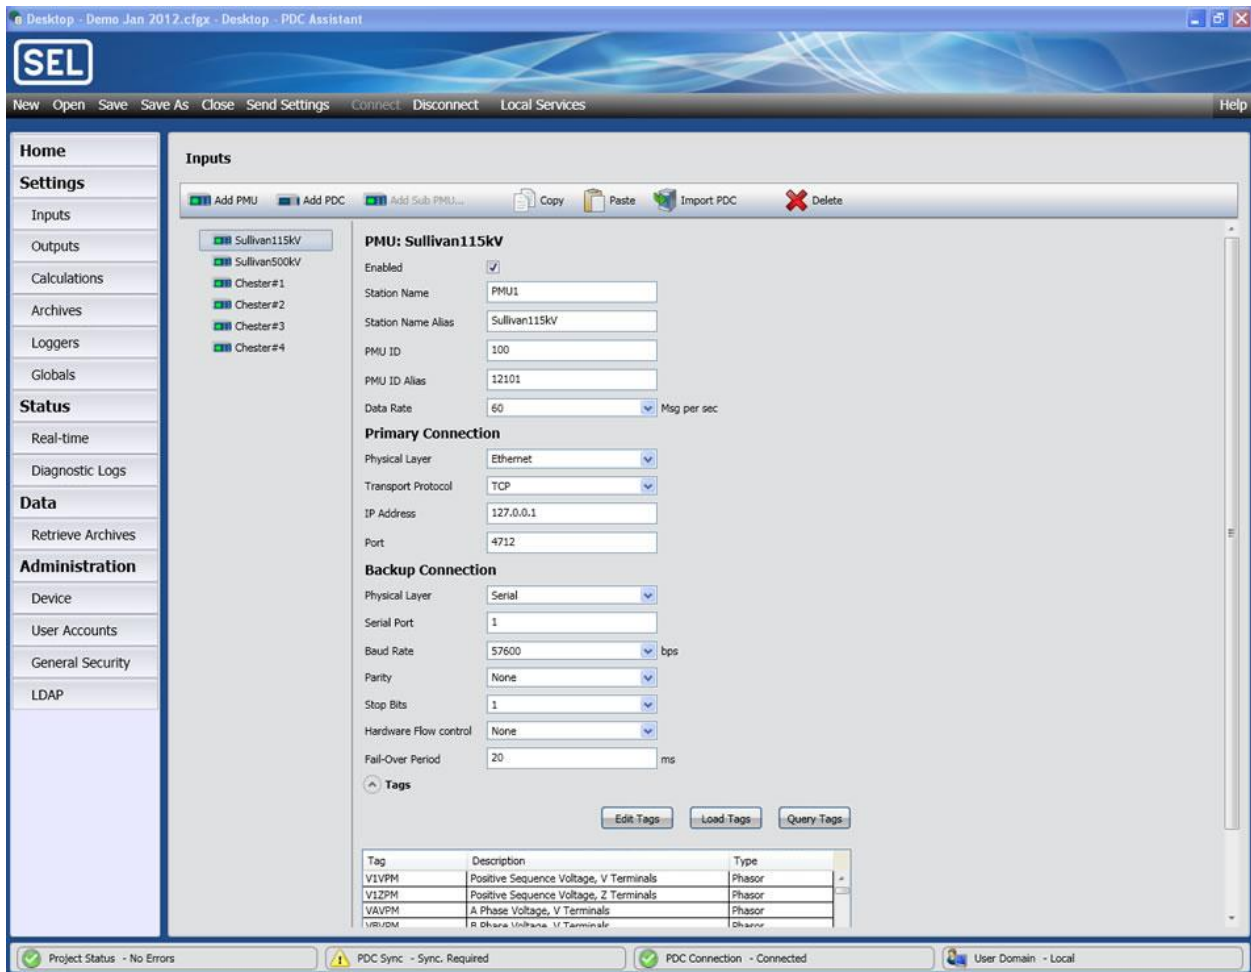 Desktop - Demo Jan 2012.cfgx - Desktop - PDC Assistant
SEL
New Open Save Save As Close Send Settings Connect Disconnect Local Services Help
Home
Settings
Inputs
Outputs
Calculations
Archives
Loggers
Globals
Status
Real-time
Diagnostic Logs
Data
Retrieve Archives
Administration
Device
User Accounts
General Security
LDAP
Inputs
Add PMU Add PDC Add Sub PMU... Copy Paste Import PDC Delete
Sullivan115kV
Sullivan500kV
Chester#1
Chester#2
Chester#3
Chester#4
PMU: Sullivan115kV
Enabled
Station Name PMU1
Station Name Alias Sullivan115kV
PMU ID 100
PMU ID Alias 12101
Data Rate 60 Msg per sec
Primary Connection
Physical Layer Ethernet
Transport Protocol TCP
IP Address 127.0.0.1
Port 4712
Backup Connection
Physical Layer Serial
Serial Port 1
Baud Rate 57600 bps
Parity None
Stop Bits 1
Hardware Flow control None
Fail-Over Period 20 ms
Tags
Edit Tags Load Tags Query Tags
Tag Description Type
V1VPM Positive Sequence Voltage, V Terminals Phasor
V1ZPM Positive Sequence Voltage, Z Terminals Phasor
VAVPM A Phase Voltage, V Terminals Phasor
VBVPM B Phase Voltage, V Terminals Phasor
Project Status - No Errors PDC Sync - Sync. Required PDC Connection - Connected User Domain - Local